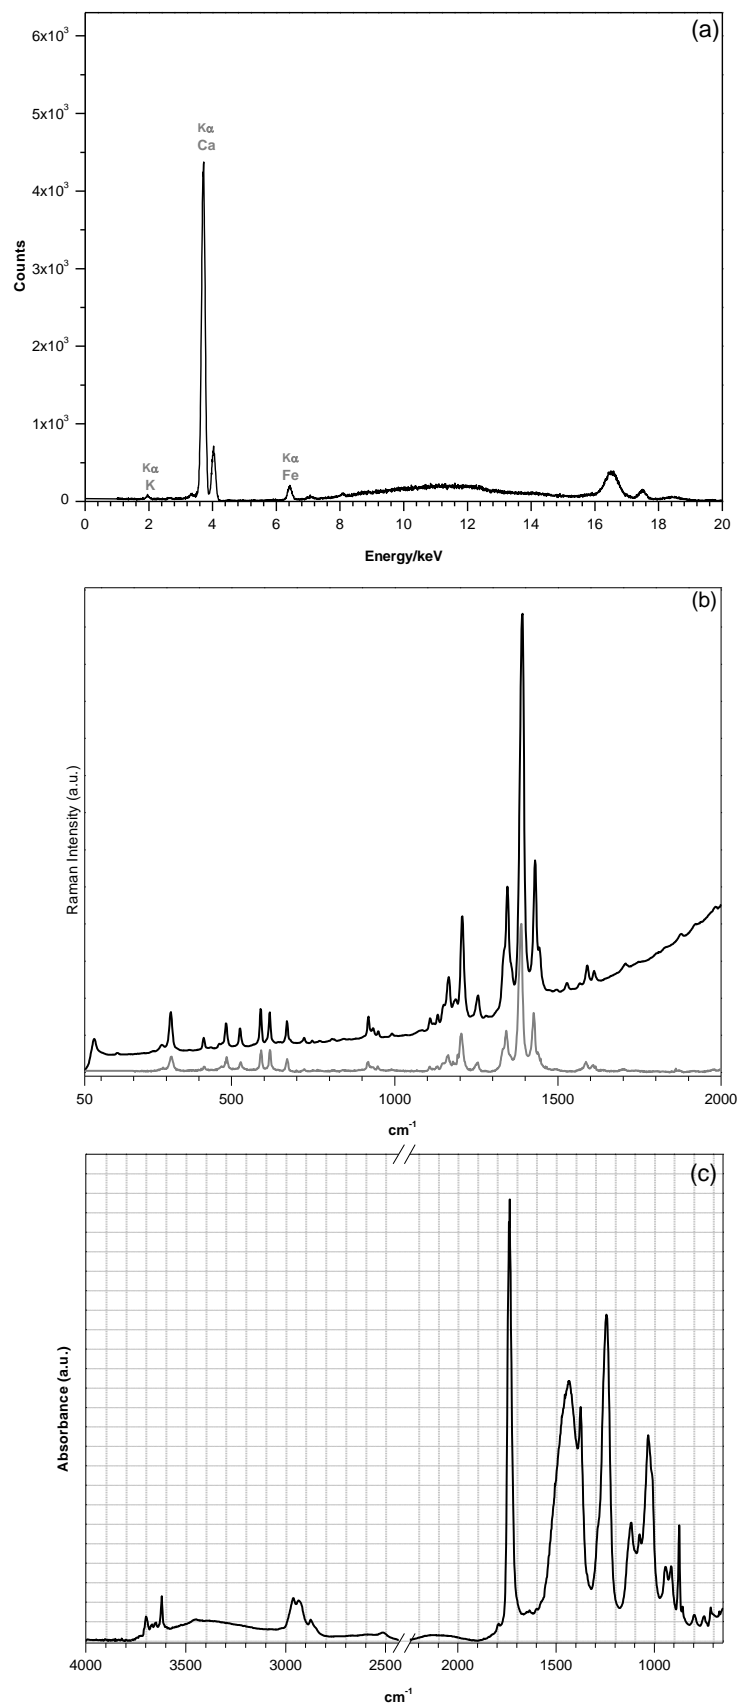 (a)
6x10³
5x10³
4x10³
3x10³
2x10³
1x10³
0
Counts
Kα
Ca
Kα
K
Kα
Fe
0 2 4 6 8 10 12 14 16 18 20
Energy/keV
(b)
Raman Intensity (a.u.)
50 500 1000 1500 2000
cm⁻¹
(c)
Absorbance (a.u.)
4000 3500 3000 2500 2000 1500 1000
cm⁻¹